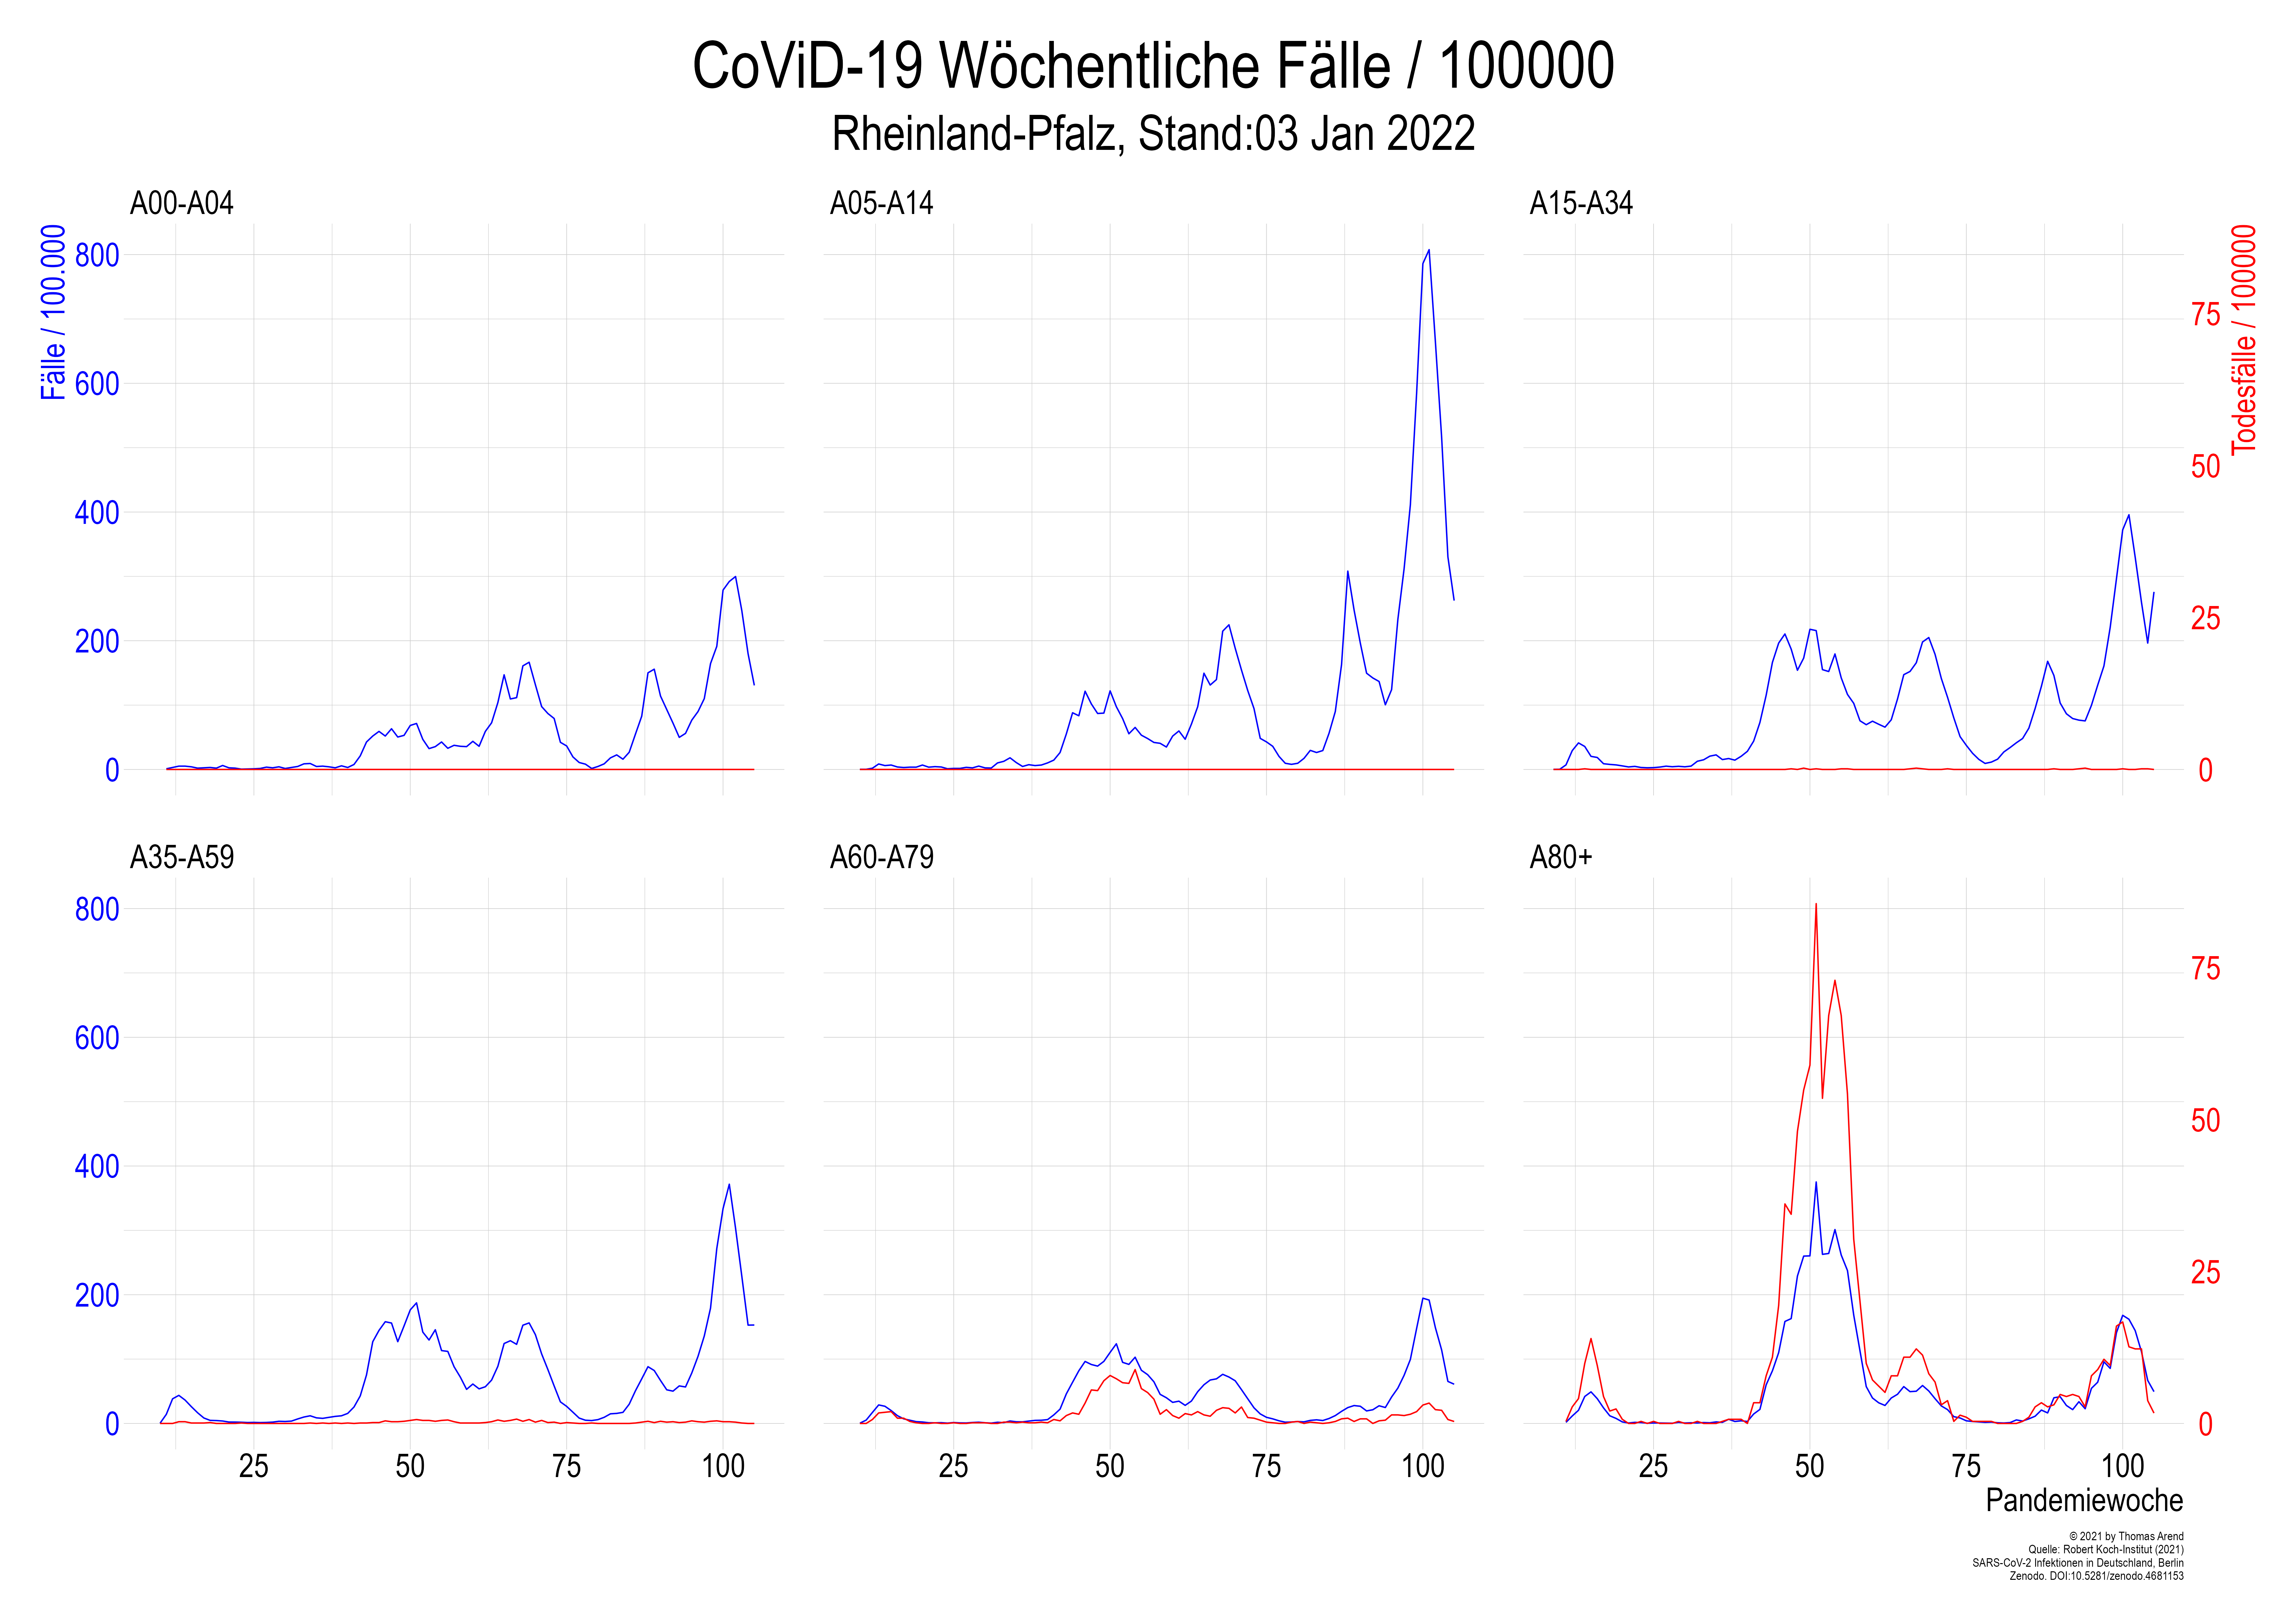 CoViD-19 Wöchentliche Fälle / 100000
Rheinland-Pfalz, Stand:03 Jan 2022
A00-A04
A05-A14
A15-A34
Fälle / 100.000
800
600
400
200
0
Todesfälle / 100000
75
50
25
0
A35-A59
A60-A79
A80+
800
600
400
200
0
75
50
25
0
25 50 75 100
25 50 75 100
25 50 75 100
Pandemiewoche
© 2021 by Thomas Arend
Quelle: Robert Koch-Institut (2021)
SARS-CoV-2 Infektionen in Deutschland, Berlin
Zenodo. DOI:10.5281/zenodo.4681153